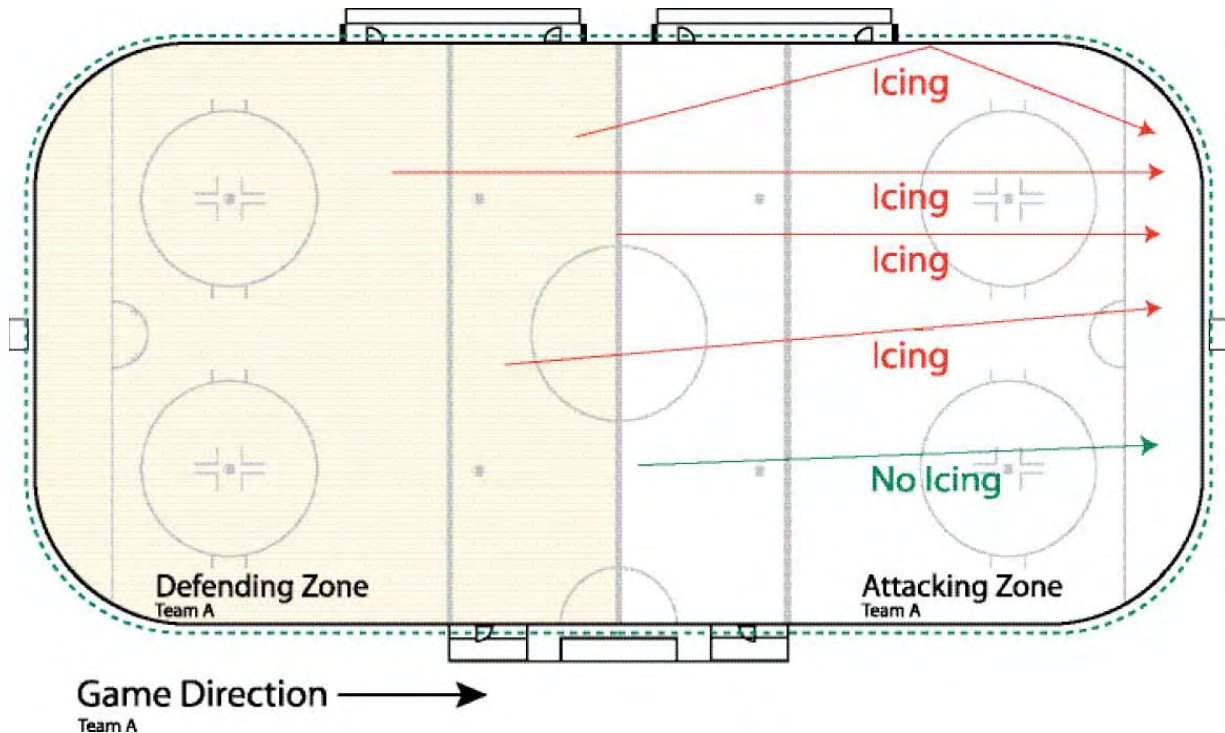 Icing
Icing
Icing
Icing
No Icing
Defending Zone
Team A
Attacking Zone
Team A
Game Direction
Team A